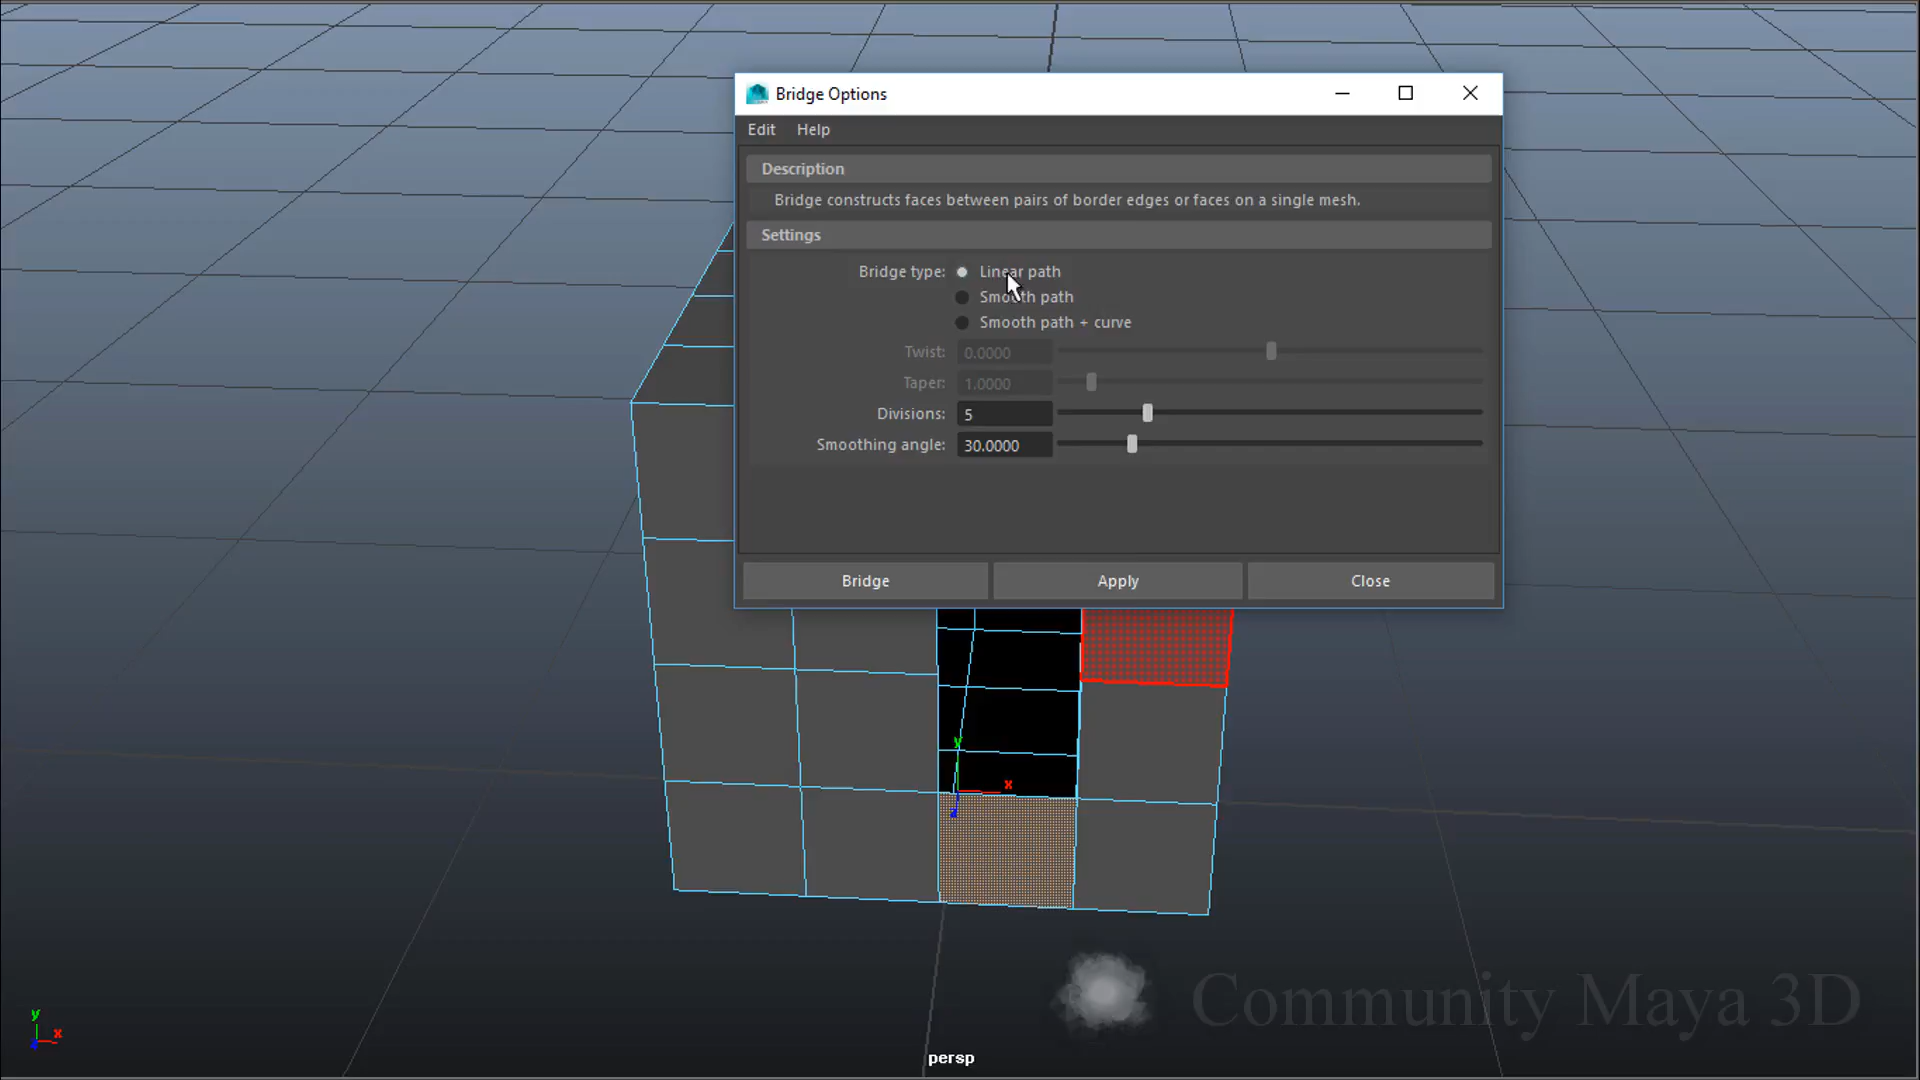 Bridge Options
Edit Help
Description
Bridge constructs faces between pairs of border edges or faces on a single mesh.
Settings
Bridge type: Linear path
Smooth path
Smooth path + curve
Twist: 0.0000
Taper: 1.0000
Divisions: 5
Smoothing angle: 30.0000
Bridge Apply Close
y
x
z
Community Maya 3D
y
x
z
persp